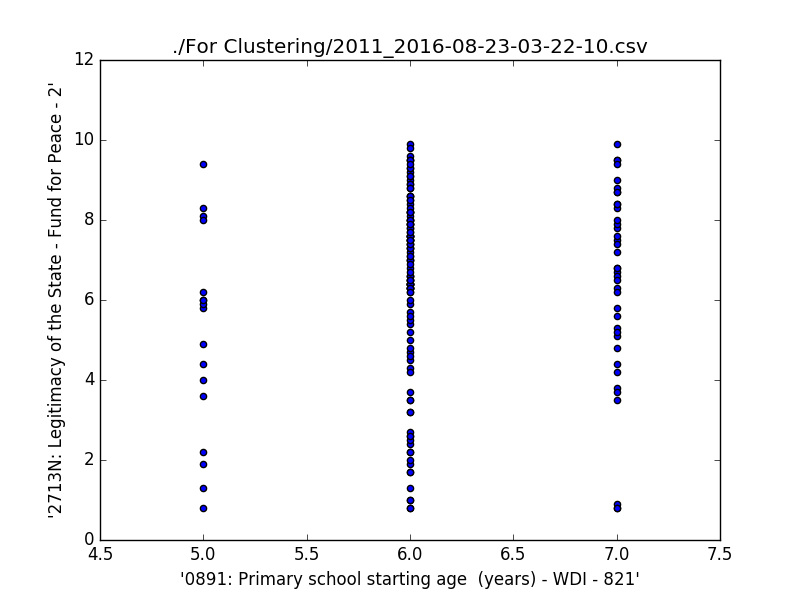 ./For Clustering/2011_2016-08-23-03-22-10.csv
'2713N: Legitimacy of the State - Fund for Peace - 2'
12
10
8
6
4
2
0
4.5 5.0 5.5 6.0 6.5 7.0 7.5
'0891: Primary school starting age  (years) - WDI - 821'